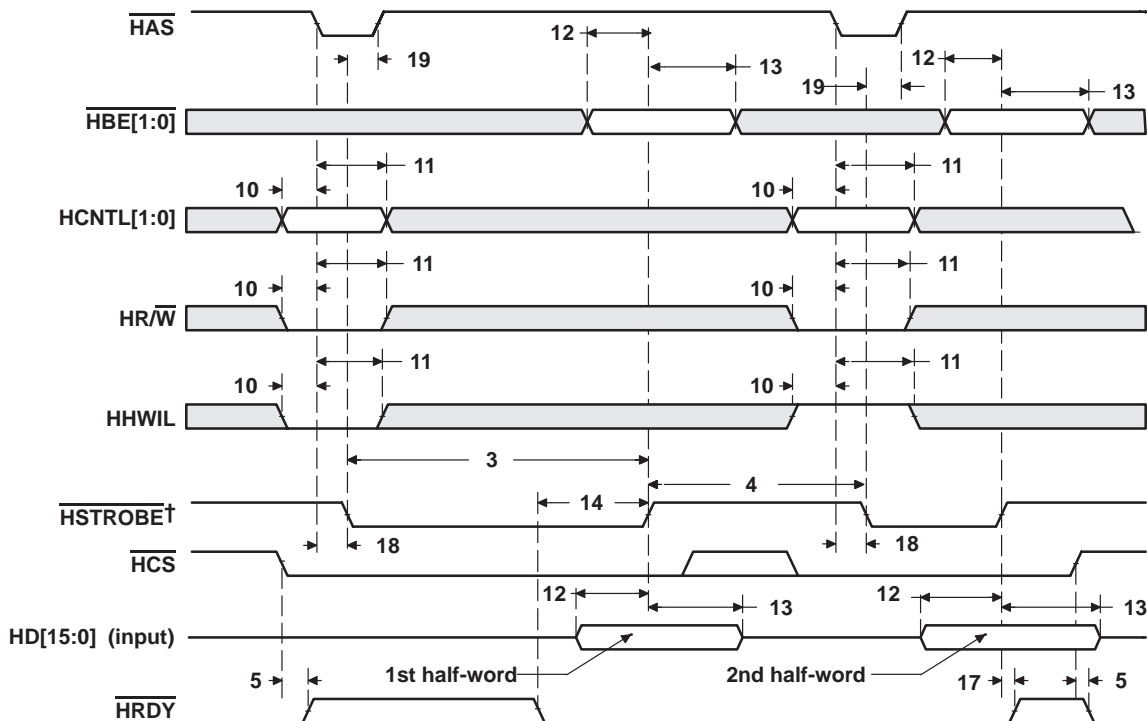 HAS
12
12
13
19
19
13
HBE[1:0]
11
11
10
10
HCNTL[1:0]
11
11
10
10
HR/W
11
11
10
10
HHWIL
3
4
14
HSTROBE†
18
18
HCS
12
12
13
13
HD[15:0] (input)
1st half-word
2nd half-word
5
17
5
HRDY